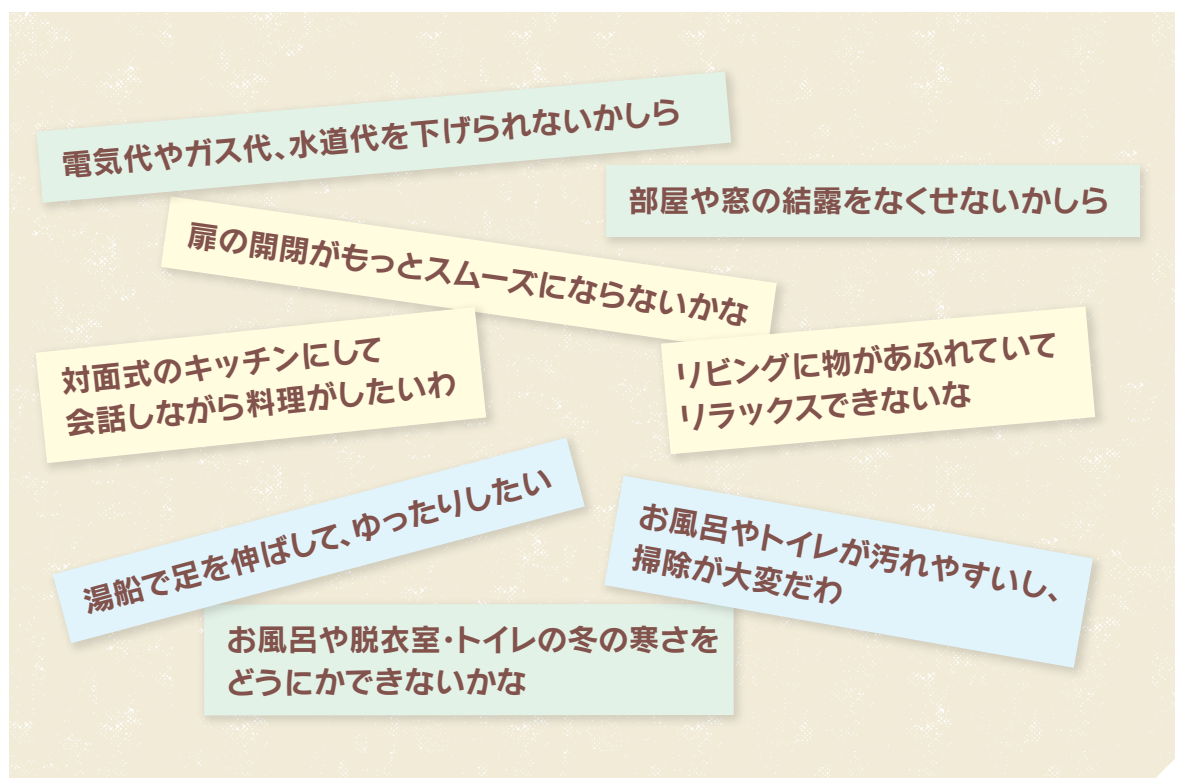 電気代やガス代、水道代を下げられないかしら
部屋や窓の結露をなくせないかしら
扉の開閉がもっとスムーズにならないかな
対面式のキッチンにして
会話しながら料理がしたいわ
リビングに物があふれていて
リラックスできないな
湯船で足を伸ばして、ゆったりしたい
お風呂やトイレが汚れやすいし、
掃除が大変だわ
お風呂や脱衣室・トイレの冬の寒さを
どうにかできないかな